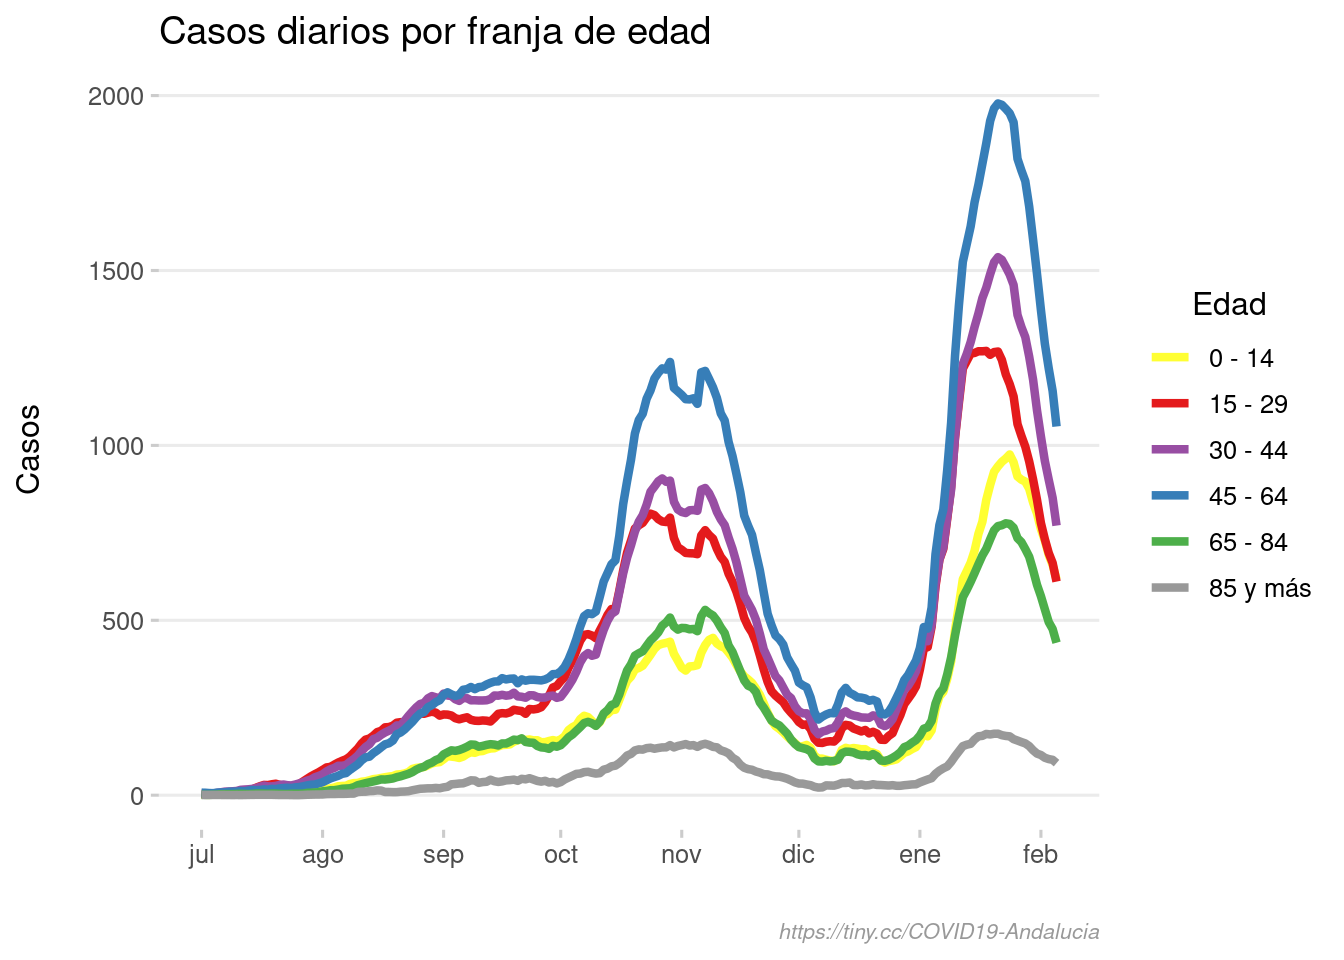 Casos diarios por franja de edad
2000
1500
1000
500
0
Casos
jul
ago
sep
oct
nov
dic
ene
feb
Edad
0 - 14
15 - 29
30 - 44
45 - 64
65 - 84
85 y más
https://tiny.cc/COVID19-Andalucia